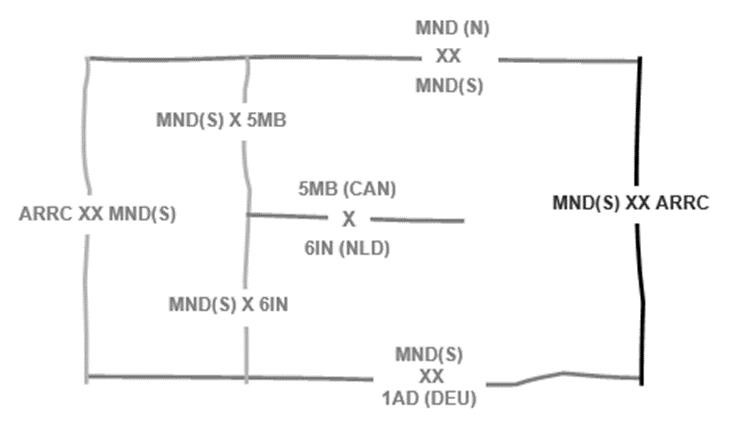 MND (N)
XX
MND(S)
MND(S) X 5MB
5MB (CAN)
X
6IN (NLD)
ARRC XX MND(S)
MND(S) XX ARRC
MND(S) X 6IN
MND(S)
XX
1AD (DEU)